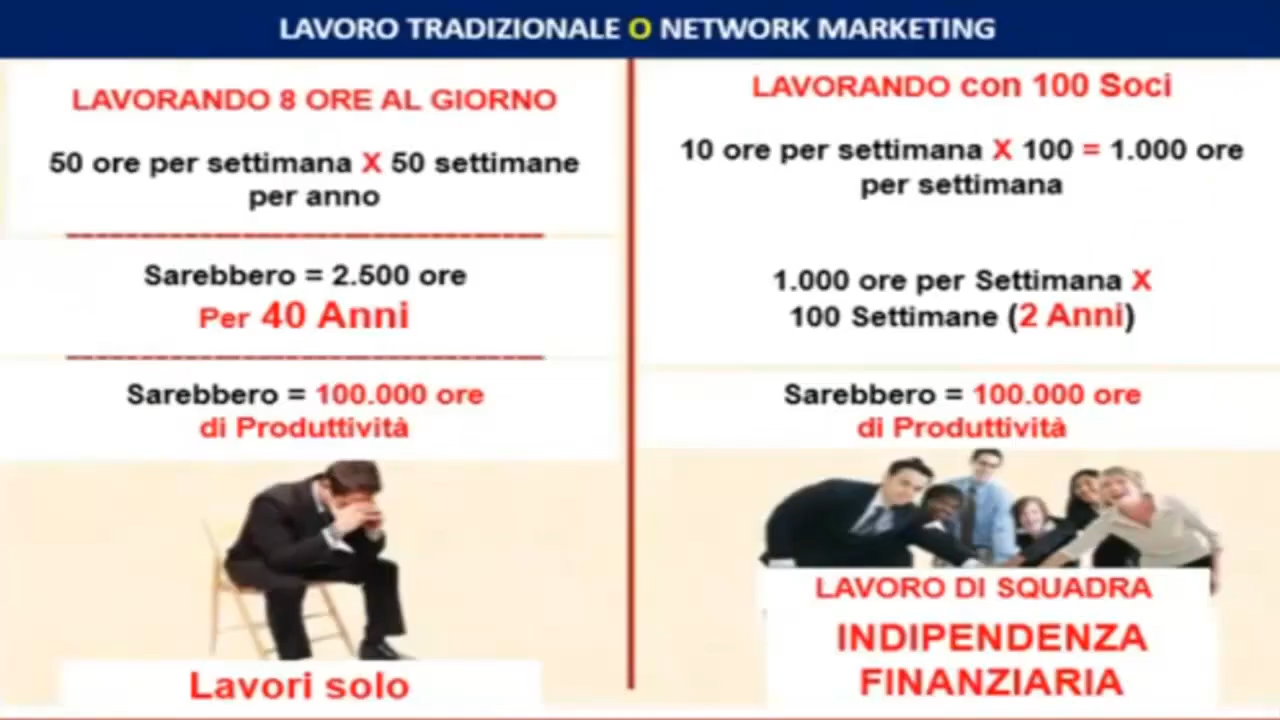 LAVORO TRADIZIONALE O NETWORK MARKETING
LAVORANDO 8 ORE AL GIORNO
50 ore per settimana X 50 settimane
per anno
Sarebbero = 2.500 ore
Per 40 Anni
Sarebbero = 100.000 ore
di Produttività
Lavori solo
LAVORANDO con 100 Soci
10 ore per settimana X 100 = 1.000 ore
per settimana
1.000 ore per Settimana X
100 Settimane (2 Anni)
Sarebbero = 100.000 ore
di Produttività
LAVORO DI SQUADRA
INDIPENDENZA
FINANZIARIA